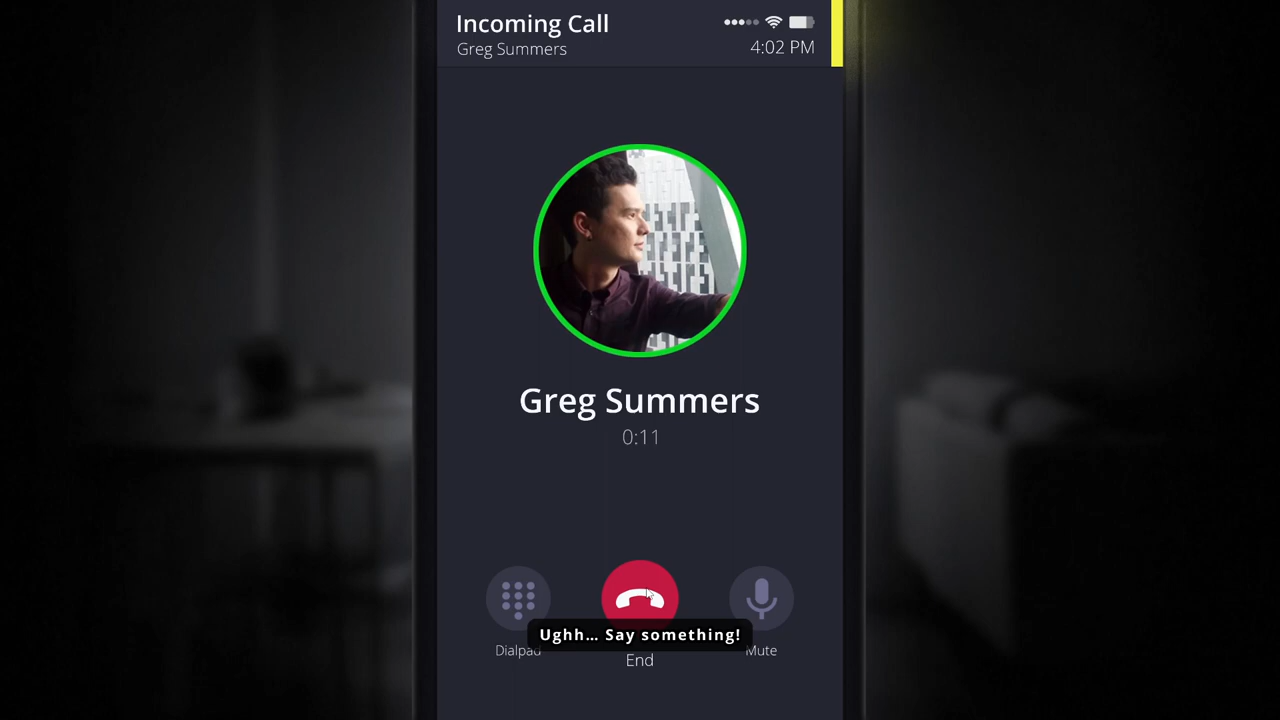 Incoming Call
Greg Summers
4:02 PM
Greg Summers
0:11
Ughh... Say something!
Dialpad
Mute
End